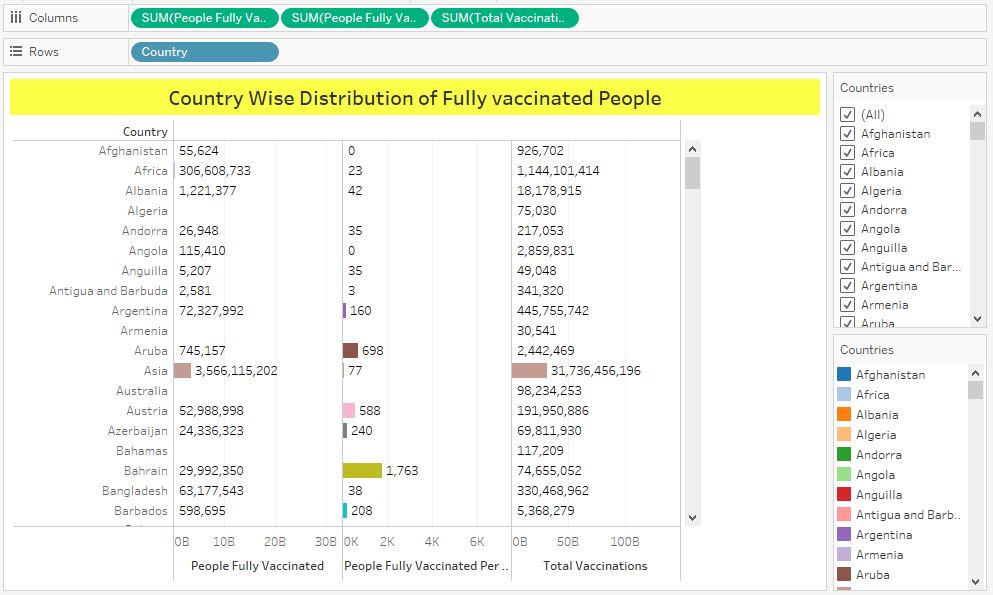 Columns SUM(People Fully Va.. SUM(People Fully Va.. SUM(Total Vaccinati..
Rows Country
Country Wise Distribution of Fully vaccinated People
Country
Afghanistan 55,624 0 926,702
Africa 306,608,733 23 1,144,101,414
Albania 1,221,377 42 18,178,915
Algeria 75,030
Andorra 26,948 35 217,053
Angola 115,410 0 2,859,831
Anguilla 5,207 35 49,048
Antigua and Barbuda 2,581 3 341,320
Argentina 72,327,992 160 445,755,742
Armenia 30,541
Aruba 745,157 698 2,442,469
Asia 3,566,115,202 77 31,736,456,196
Australia 98,234,253
Austria 52,988,998 588 191,950,886
Azerbaijan 24,336,323 240 69,811,930
Bahamas 117,209
Bahrain 29,992,350 1,763 74,655,052
Bangladesh 63,177,543 38 330,468,962
Barbados 598,695 208 5,368,279
0B 10B 20B 30B 0K 2K 4K 6K 0B 50B 100B
People Fully Vaccinated People Fully Vaccinated Per .. Total Vaccinations
Countries
(All)
Afghanistan
Africa
Albania
Algeria
Andorra
Angola
Anguilla
Antigua and Bar...
Argentina
Armenia
Aruba
Countries
Afghanistan
Africa
Albania
Algeria
Andorra
Angola
Anguilla
Antigua and Barb..
Argentina
Armenia
Aruba